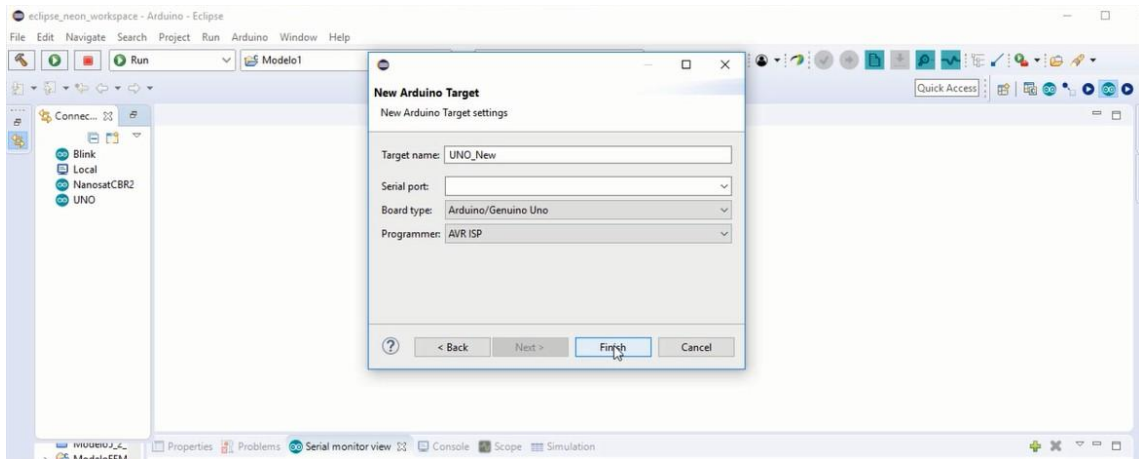 eclipse_neon_workspace - Arduino - Eclipse
File Edit Navigate Search Project Run Arduino Window Help
Run
Modelo1
Quick Access
New Arduino Target
New Arduino Target settings
Connec...
Blink
Local
NanosatCBR2
UNO
Target name: UNO_New
Serial port:
Board type: Arduino/Genuino Uno
Programmer: AVR ISP
< Back Next > Finish Cancel
Properties Problems Serial monitor view Console Scope Simulation